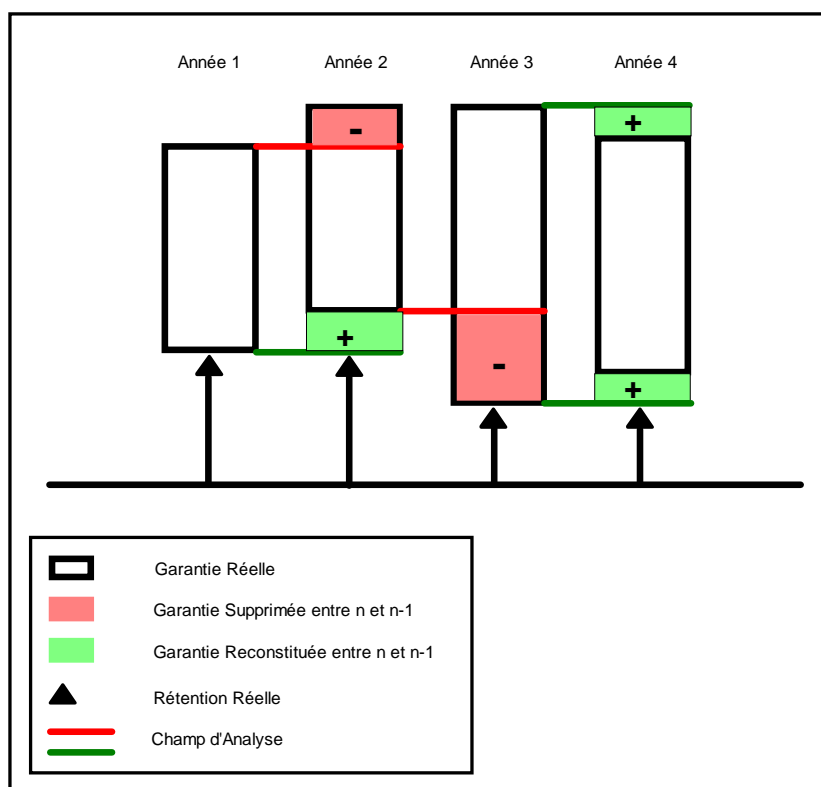 Année 1 Année 2 Année 3 Année 4
-
+
-
+
+
Garantie Réelle
Garantie Supprimée entre n et n-1
Garantie Reconstituée entre n et n-1
Rétention Réelle
Champ d'Analyse